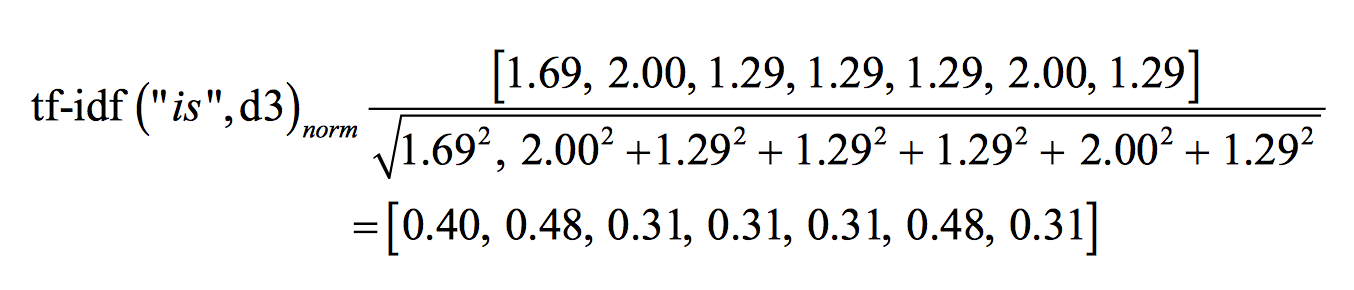 [1.69, 2.00, 1.29, 1.29, 1.29, 2.00, 1.29]
tf-idf ("is", d3)norm
√1.69², 2.00² +1.29² + 1.29² + 1.29² + 2.00² + 1.29²
=[0.40, 0.48, 0.31, 0.31, 0.31, 0.48, 0.31]